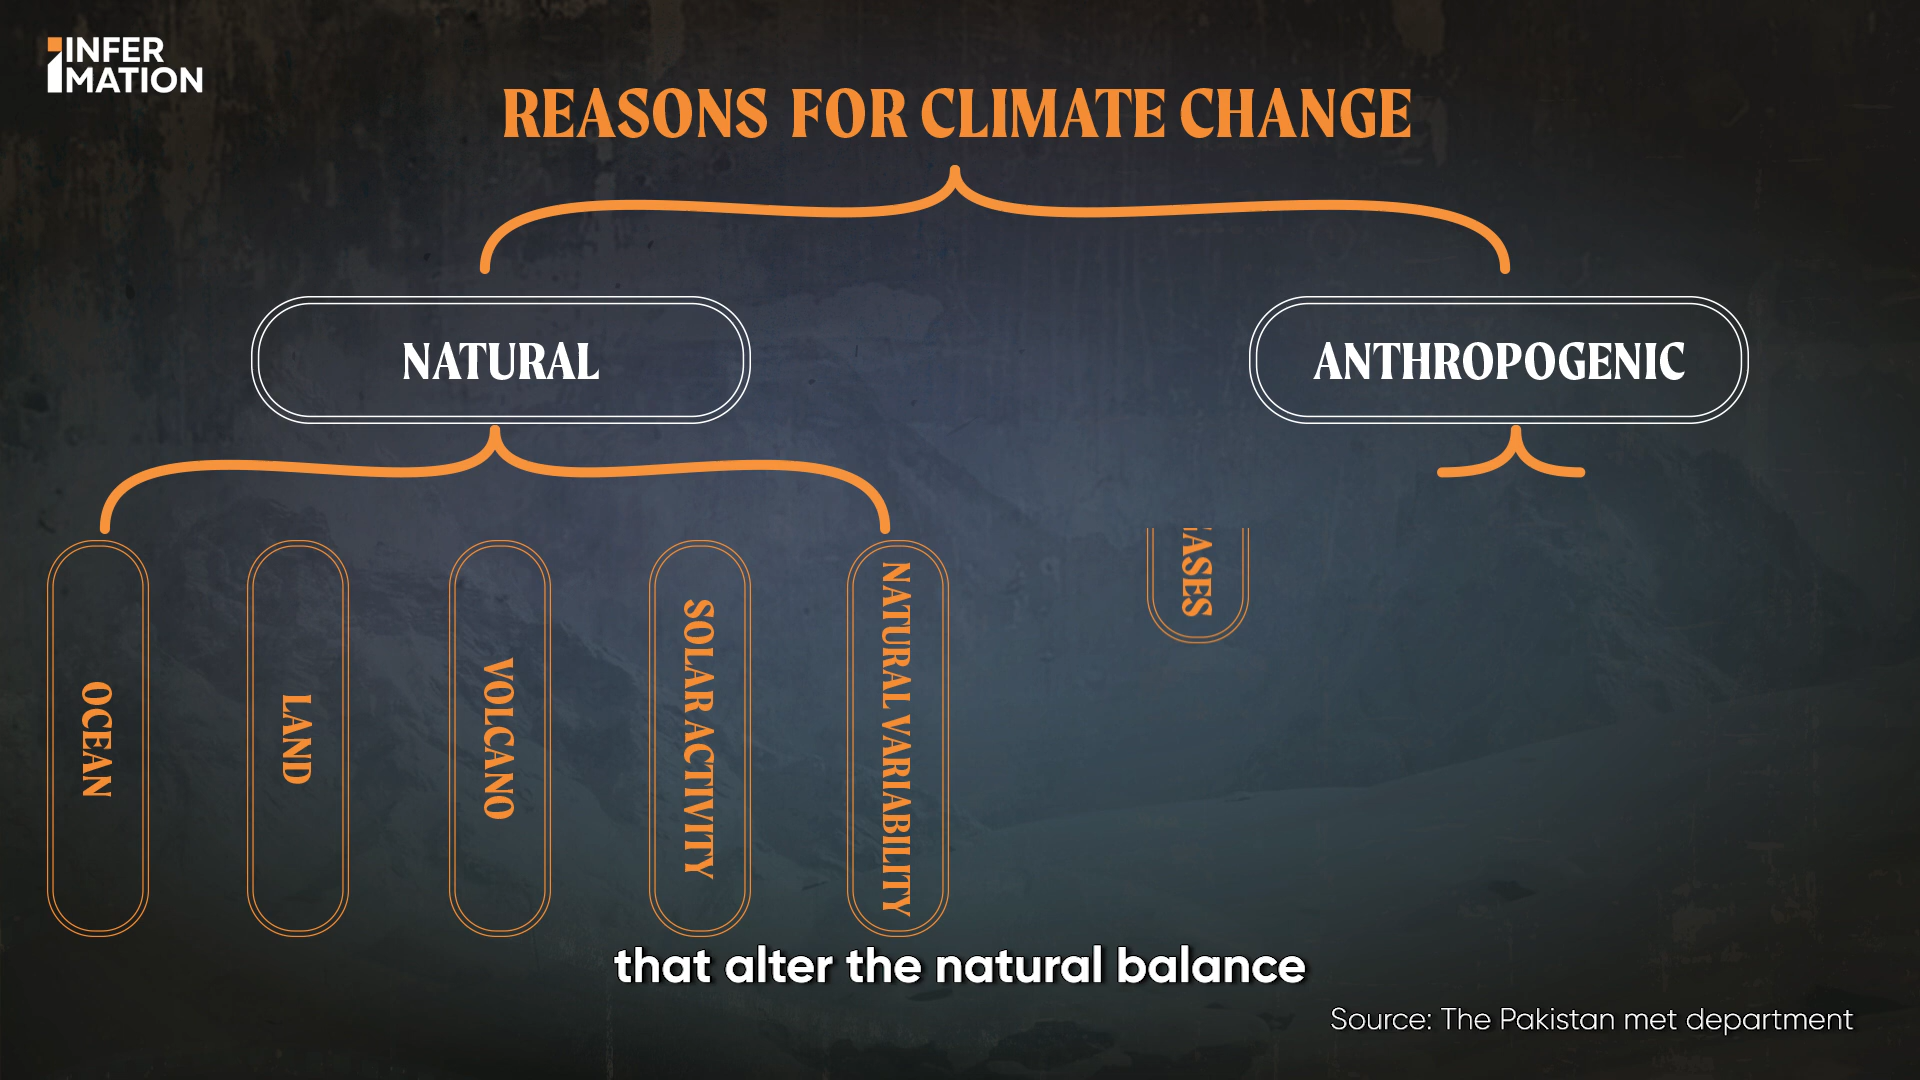 INFER
MATION
REASONS FOR CLIMATE CHANGE
NATURAL
ANTHROPOGENIC
OCEAN
LAND
VOLCANO
SOLAR ACTIVITY
NATURAL VARIABILITY
that alter the natural balance
Source: The Pakistan met department